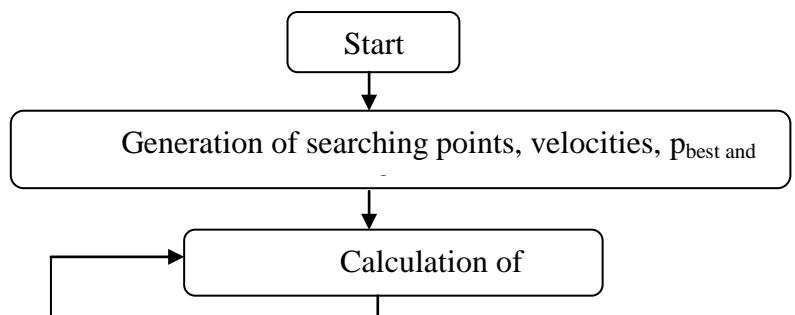 Start
Generation of searching points, velocities, pbest and
Calculation of